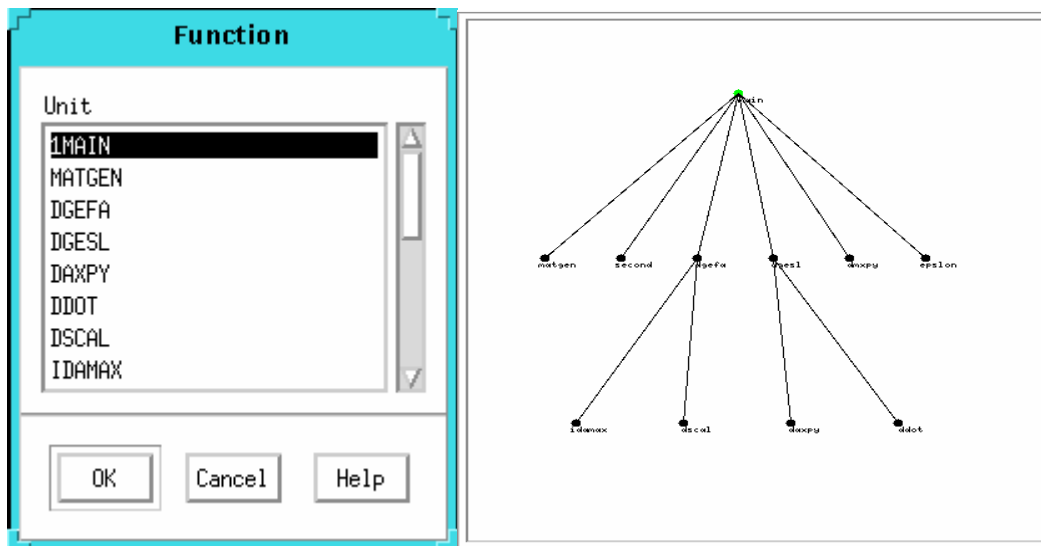 Function
Unit
1MAIN
MATGEN
DGEFA
DGESL
DAXPY
DDOT
DSCAL
IDAMAX
OK Cancel Help
main
matgen second dgefa dgesl dmxpy epslon
idamax dscal daxpy ddot